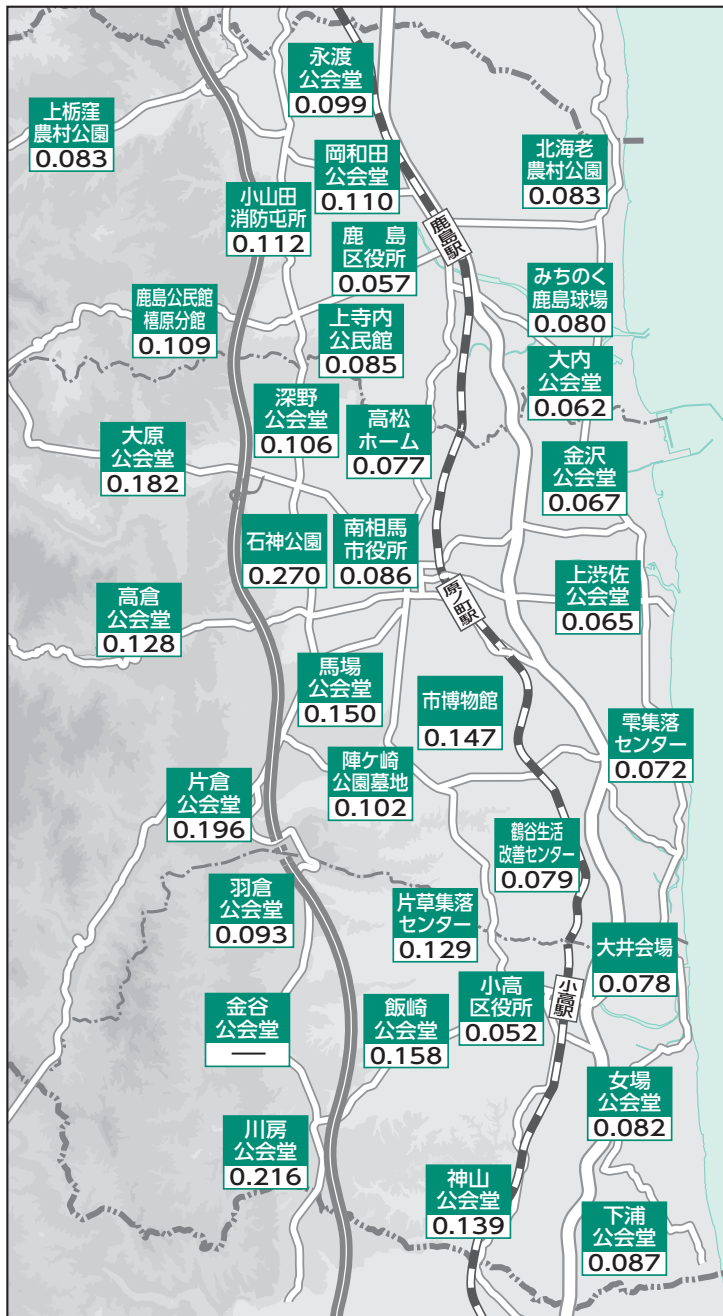 永渡
公会堂
0.099
上栃窪
農村公園
0.083
岡和田
公会堂
0.110
北海老
農村公園
0.083
小山田
消防屯所
0.112
鹿島駅
鹿　島
区役所
0.057
みちのく
鹿島球場
0.080
鹿島公民館
橲原分館
0.109
上寺内
公民館
0.085
大内
公会堂
0.062
深野
公会堂
0.106
高松
ホーム
0.077
大原
公会堂
0.182
金沢
公会堂
0.067
石神公園
0.270
南相馬
市役所
0.086
原ノ町駅
上渋佐
公会堂
0.065
高倉
公会堂
0.128
馬場
公会堂
0.150
市博物館
0.147
雫集落
センター
0.072
陣ケ崎
公園墓地
0.102
片倉
公会堂
0.196
鶴谷生活
改善センター
0.079
羽倉
公会堂
0.093
片草集落
センター
0.129
大井会場
0.078
小高
区役所
0.052
小高駅
金谷
公会堂
―
飯崎
公会堂
0.158
女場
公会堂
0.082
川房
公会堂
0.216
神山
公会堂
0.139
下浦
公会堂
0.087